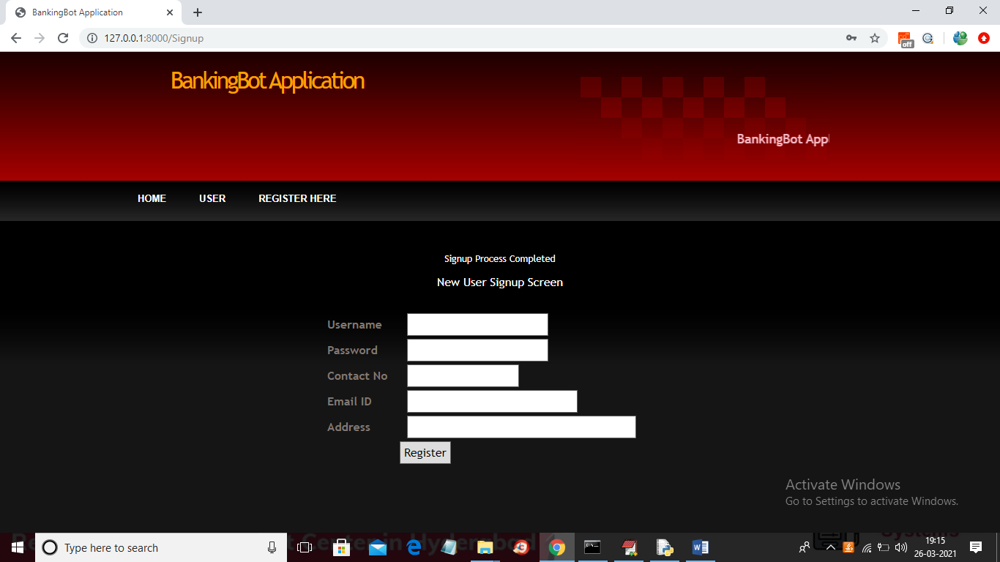 BankingBot Application
127.0.0.1:8000/Signup
off
BankingBot Application
BankingBot Appl
HOME USER REGISTER HERE
Signup Process Completed
New User Signup Screen
Username
Password
Contact No
Email ID
Address
Register
Activate Windows
Go to Settings to activate Windows.
Type here to search
19:15
26-03-2021